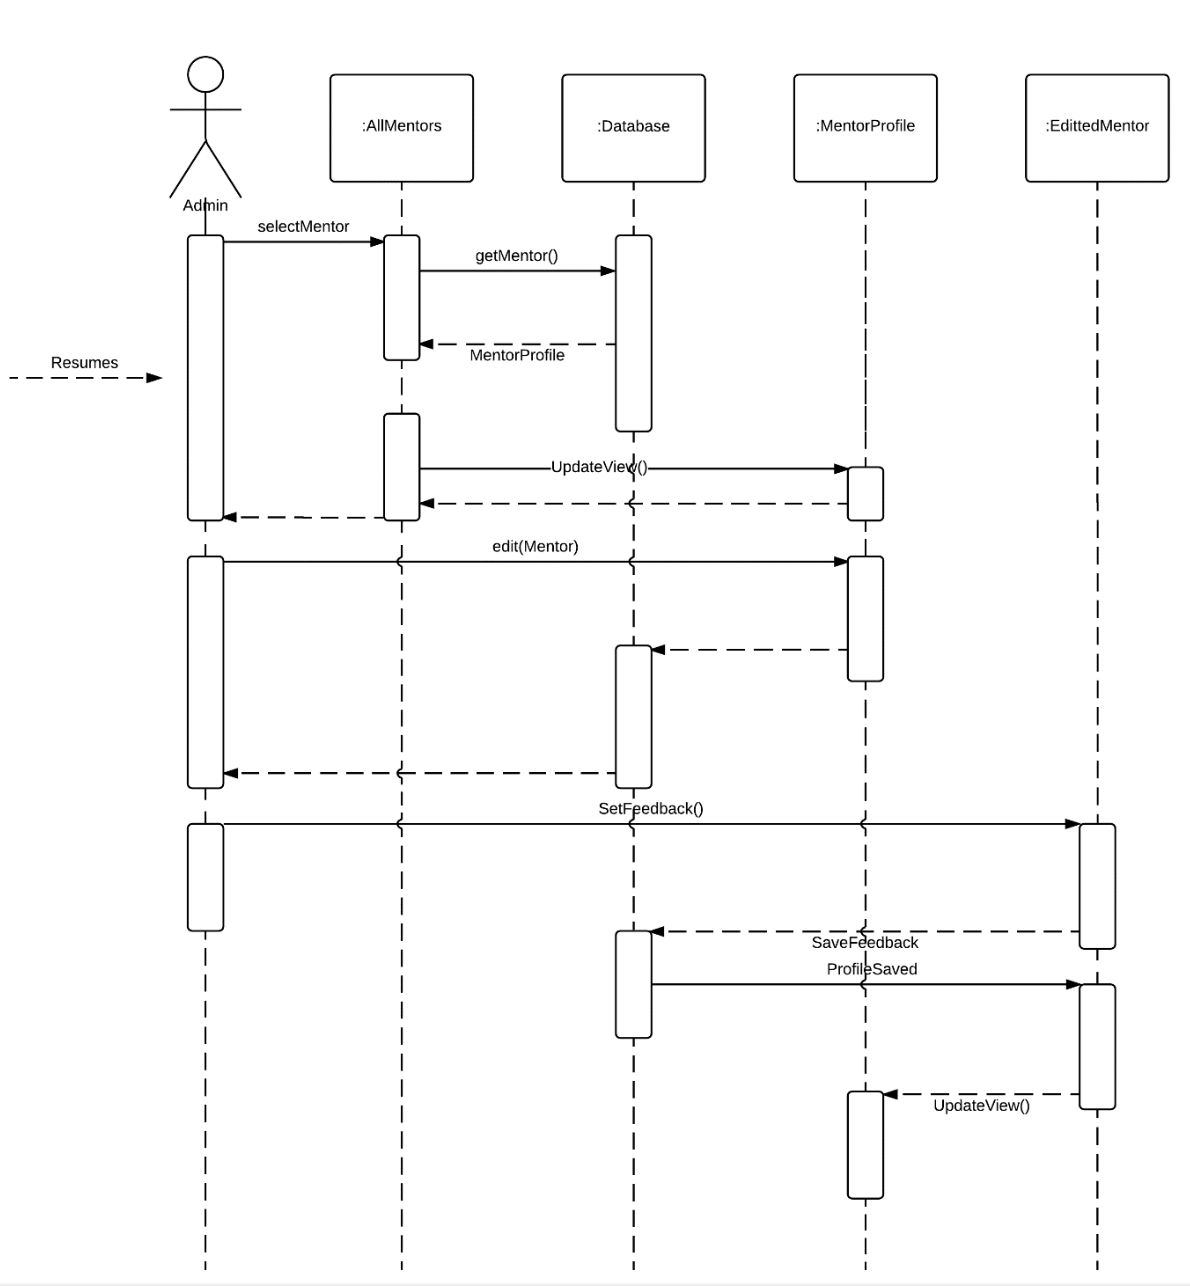 :AllMentors
:Database
:MentorProfile
:EdittedMentor
Admin
selectMentor
getMentor()
MentorProfile
Resumes
UpdateView()
edit(Mentor)
SetFeedback()
SaveFeedback
ProfileSaved
UpdateView()